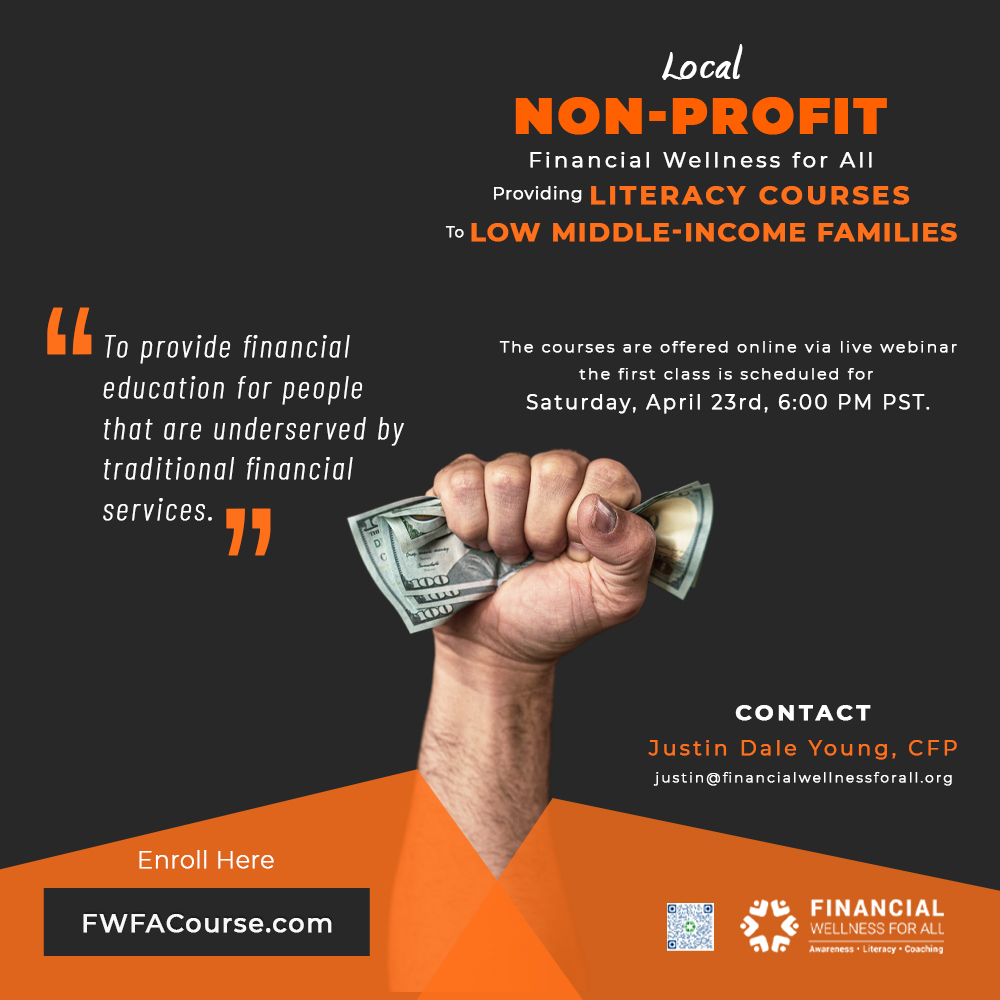 Local
NON-PROFIT
Financial Wellness for All
Providing LITERACY COURSES
To LOW MIDDLE-INCOME FAMILIES
“To provide financial
education for people
that are underserved by
traditional financial
services.”
The courses are offered online via live webinar
the first class is scheduled for
Saturday, April 23rd, 6:00 PM PST.
100
100
100
CONTACT
Justin Dale Young, CFP
justin@financialwellnessforall.org
Enroll Here
FWFACourse.com
FINANCIAL
WELLNESS FOR ALL
Awareness • Literacy • Coaching